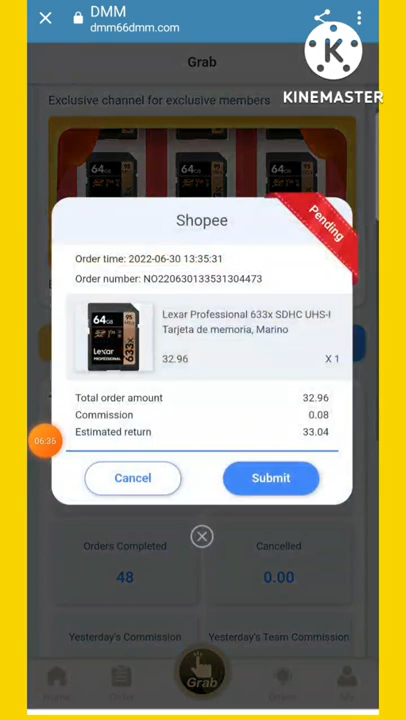 DMM
dmm66dmm.com
KINEMASTER
Grab
Exclusive channel for exclusive members
Shopee
Pending
Order time: 2022-06-30 13:35:31
Order number: NO220630133531304473
Lexar Professional 633x SDHC UHS-I
Tarjeta de memoria, Marino
32.96 X 1
Total order amount 32.96
Commission 0.08
Estimated return 33.04
06:36
Cancel Submit
Orders Completed Cancelled
48 0.00
Yesterday's Commission Yesterday's Team Commission
Grab